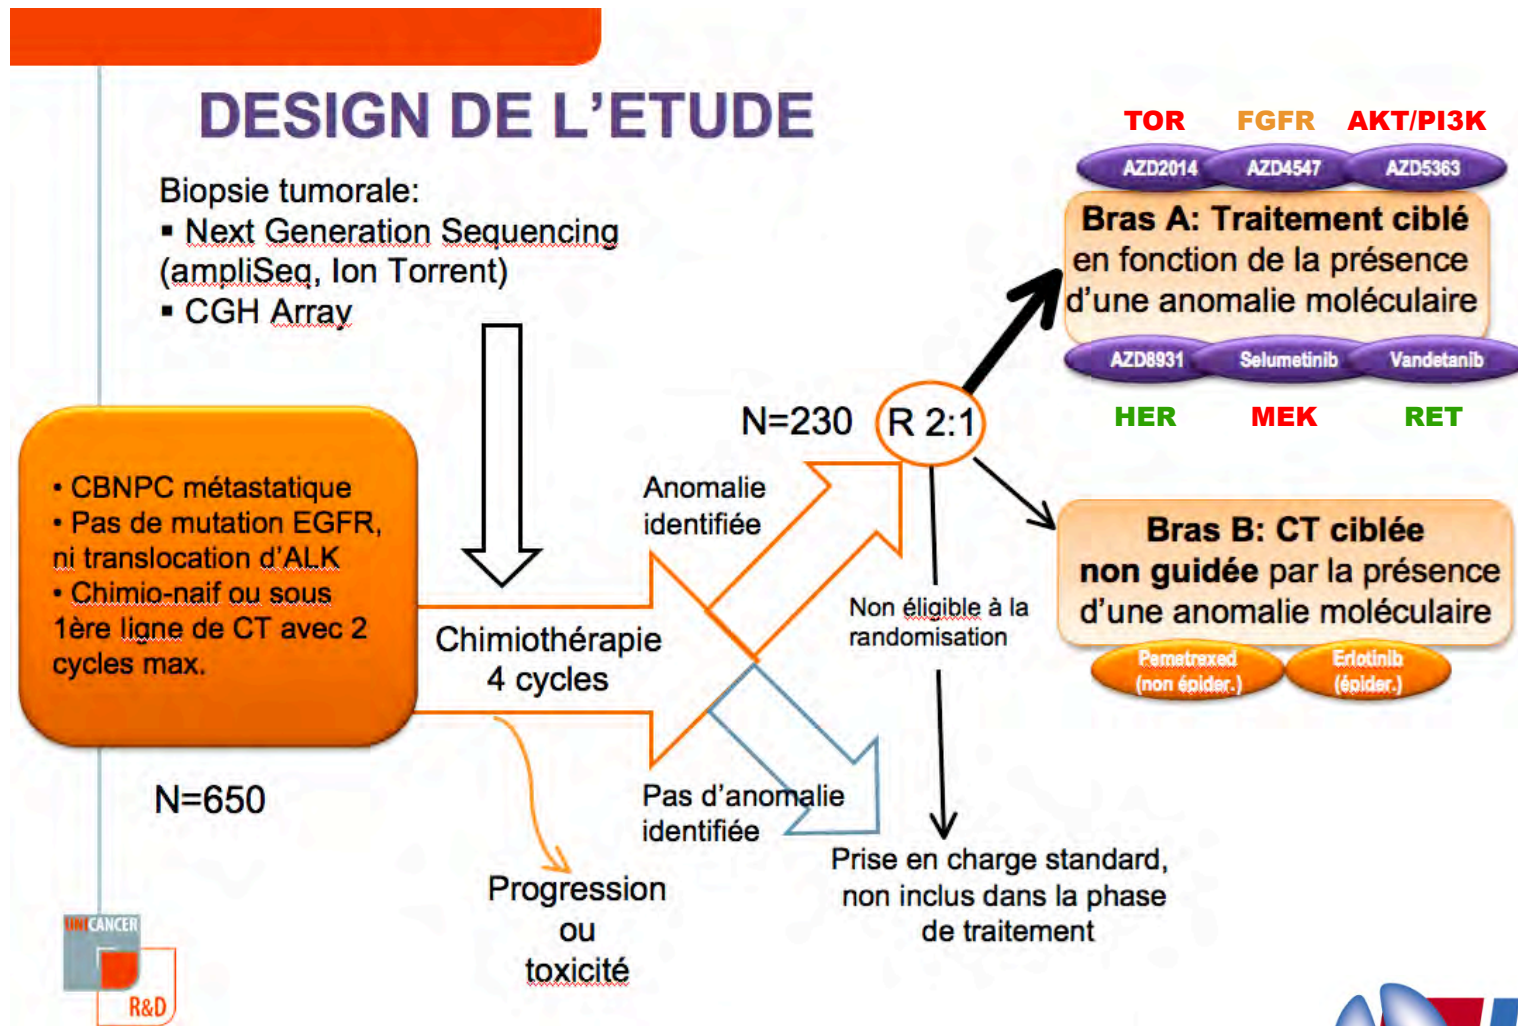 DESIGN DE L'ETUDE
Biopsie tumorale:
▪ Next Generation Sequencing
(ampliSeq, Ion Torrent)
▪ CGH Array
• CBNPC métastatique
• Pas de mutation EGFR,
ni translocation d'ALK
• Chimio-naif ou sous
1ère ligne de CT avec 2
cycles max.
N=650
Chimiothérapie
4 cycles
Progression
ou
toxicité
Anomalie
identifiée
Pas d'anomalie
identifiée
N=230
R 2:1
Non éligible à la
randomisation
Prise en charge standard,
non inclus dans la phase
de traitement
TOR FGFR AKT/PI3K
AZD2014 AZD4547 AZD5363
Bras A: Traitement ciblé
en fonction de la présence
d'une anomalie moléculaire
AZD8931 Selumetinib Vandetanib
HER MEK RET
Bras B: CT ciblée
non guidée par la présence
d'une anomalie moléculaire
Pemetrexed
(non épider.)
Erlotinib
(épider.)
UNICANCER
R&D